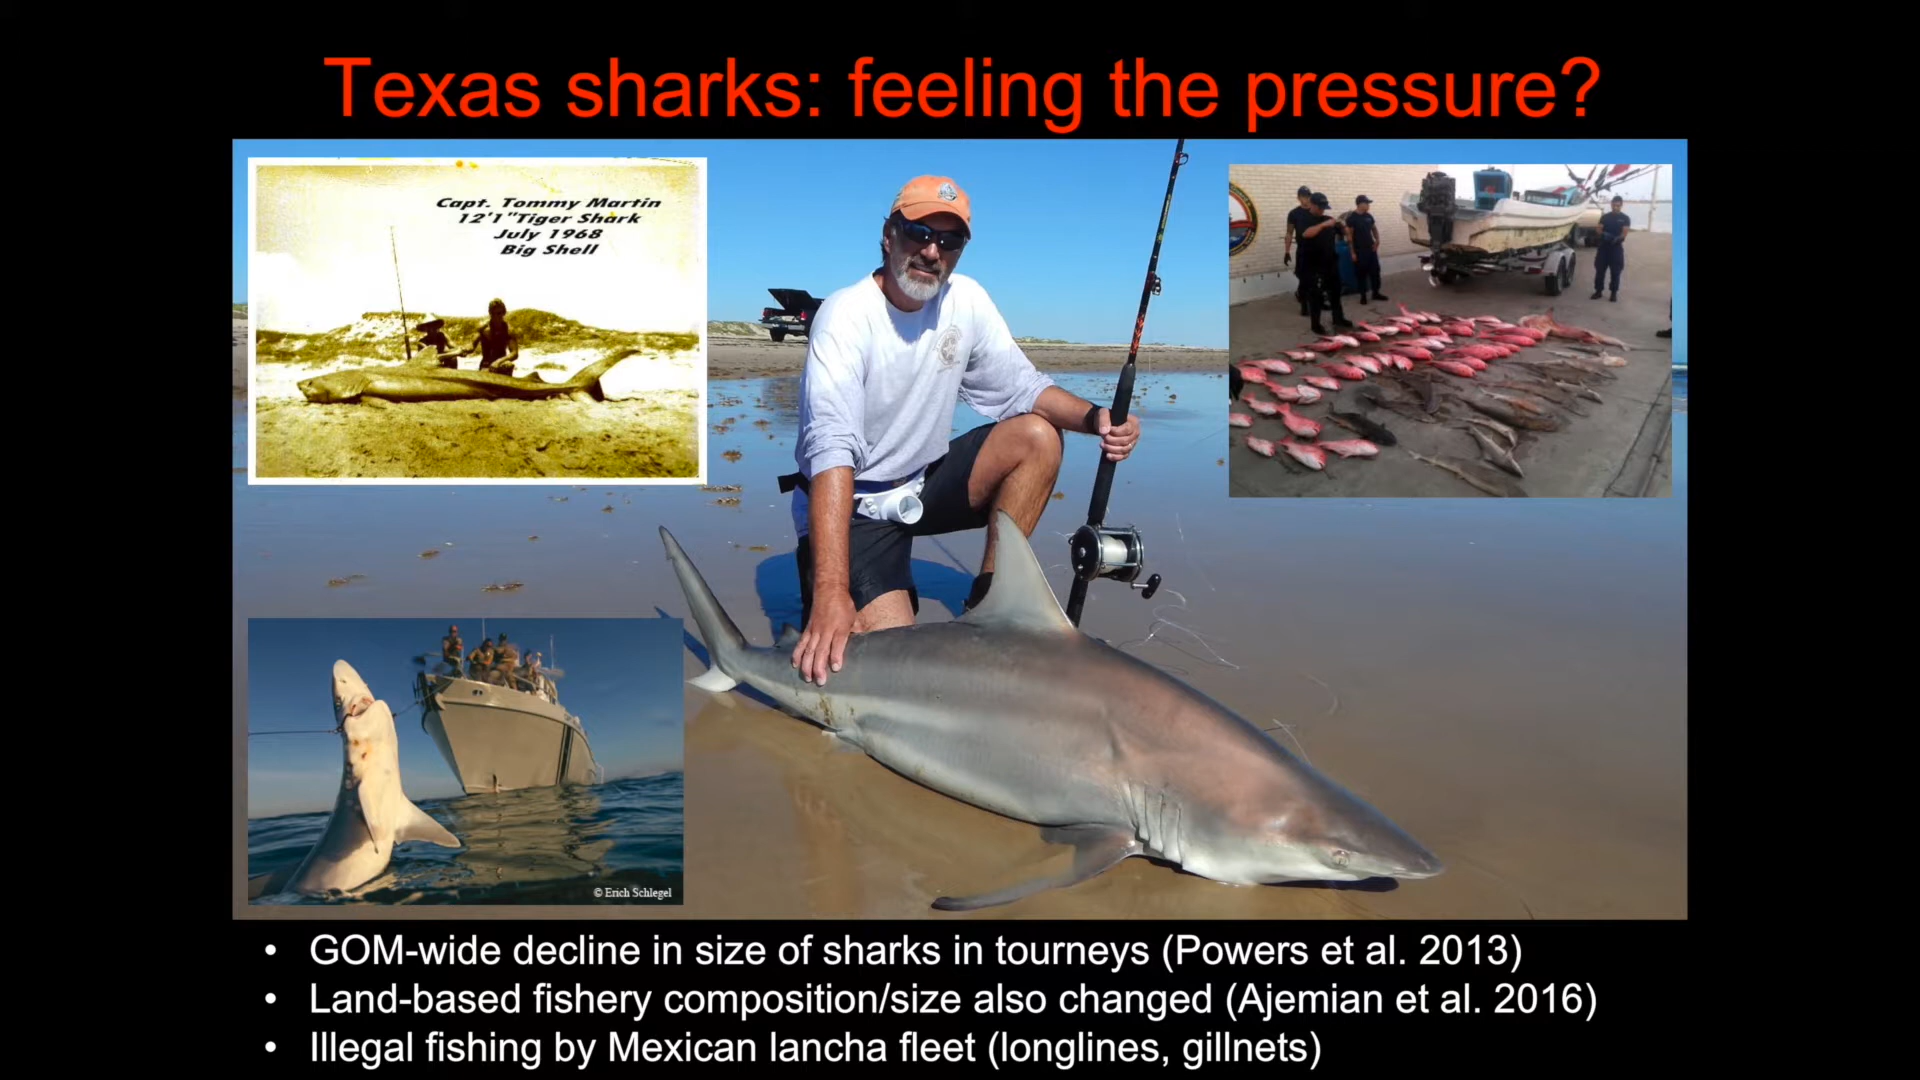 Texas sharks: feeling the pressure?
Capt. Tommy Martin
12'1"Tiger Shark
July 1968
Big Shell
© Erich Schlegel
• GOM-wide decline in size of sharks in tourneys (Powers et al. 2013)
• Land-based fishery composition/size also changed (Ajemian et al. 2016)
• Illegal fishing by Mexican lancha fleet (longlines, gillnets)